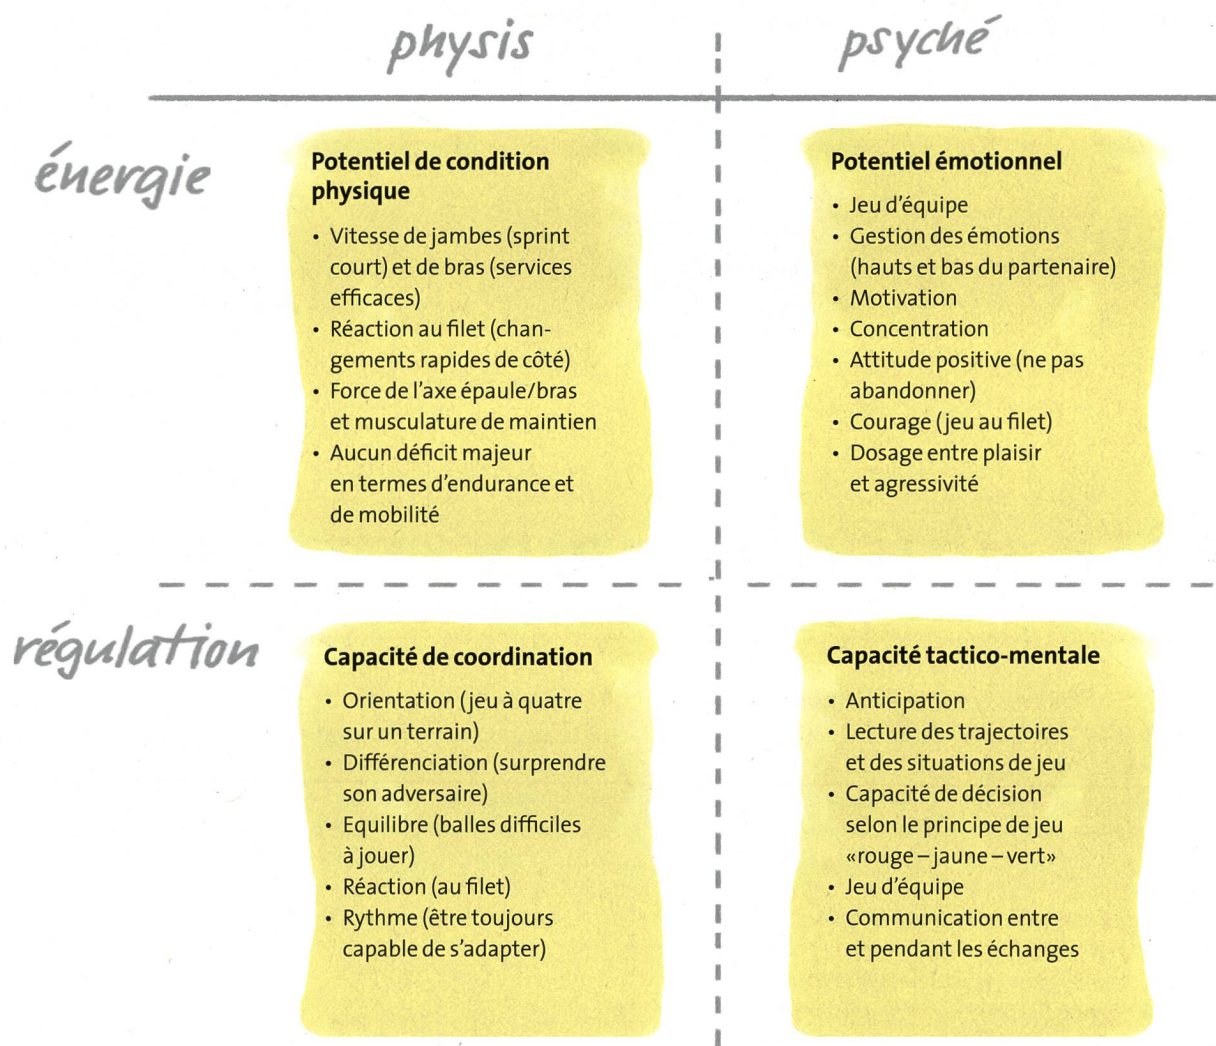 physis
psyché
énergie
Potentiel de condition
physique
• Vitesse de jambes (sprint
court) et de bras (services
efficaces)
• Réaction au filet (chan-
gements rapides de côté)
• Force de l’axe épaule/bras
et musculature de maintien
• Aucun déficit majeur
en termes d’endurance et
de mobilité
Potentiel émotionnel
• Jeu d’équipe
• Gestion des émotions
(hauts et bas du partenaire)
• Motivation
• Concentration
• Attitude positive (ne pas
abandonner)
• Courage (jeu au filet)
• Dosage entre plaisir
et agressivité
régulation
Capacité de coordination
• Orientation (jeu à quatre
sur un terrain)
• Différenciation (surprendre
son adversaire)
• Equilibre (balles difficiles
à jouer)
• Réaction (au filet)
• Rythme (être toujours
capable de s’adapter)
Capacité tactico-mentale
• Anticipation
• Lecture des trajectoires
et des situations de jeu
• Capacité de décision
selon le principe de jeu
«rouge – jaune – vert»
• Jeu d’équipe
• Communication entre
et pendant les échanges